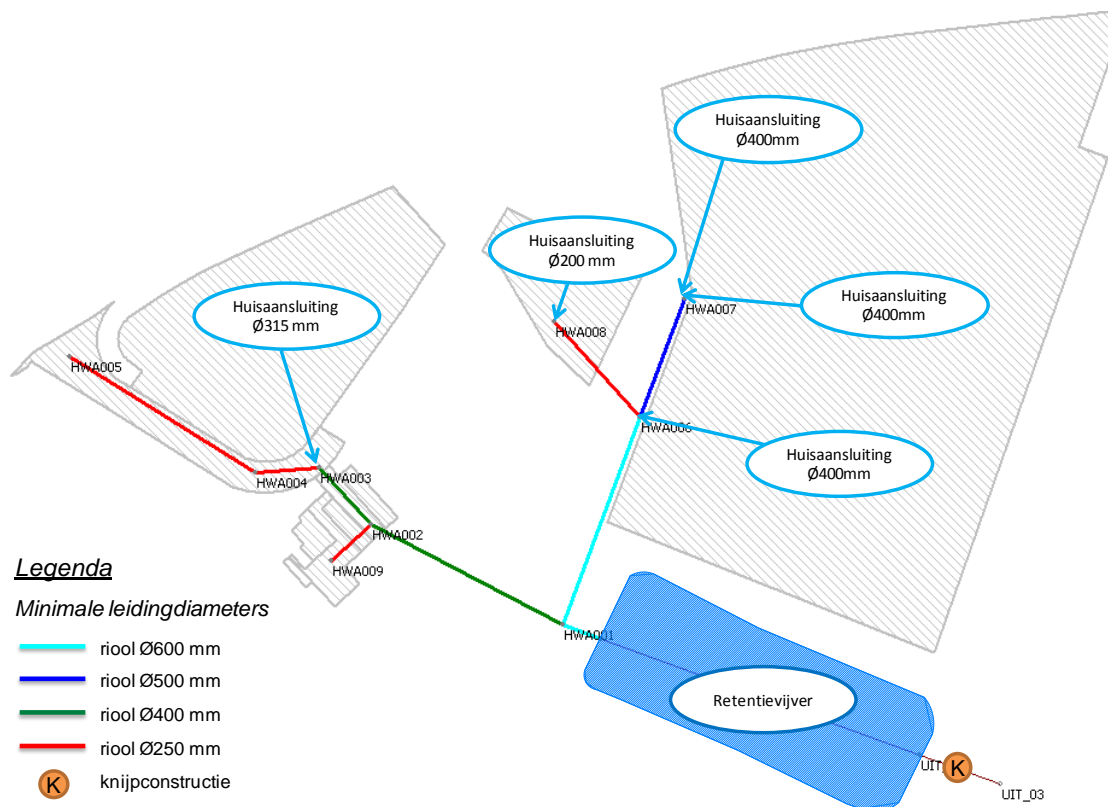 Huisaansluiting
Ø400mm
Huisaansluiting
Ø200 mm
Huisaansluiting
Ø400mm
Huisaansluiting
Ø315 mm
HWA007
HWA008
HWA005
HWA006
Huisaansluiting
Ø400mm
HWA003
HWA004
HWA002
HWA009
HWA001
Legenda
Minimale leidingdiameters
riool Ø600 mm
riool Ø500 mm
riool Ø400 mm
riool Ø250 mm
K knijpconstructie
Retentievijver
K
UIT_03